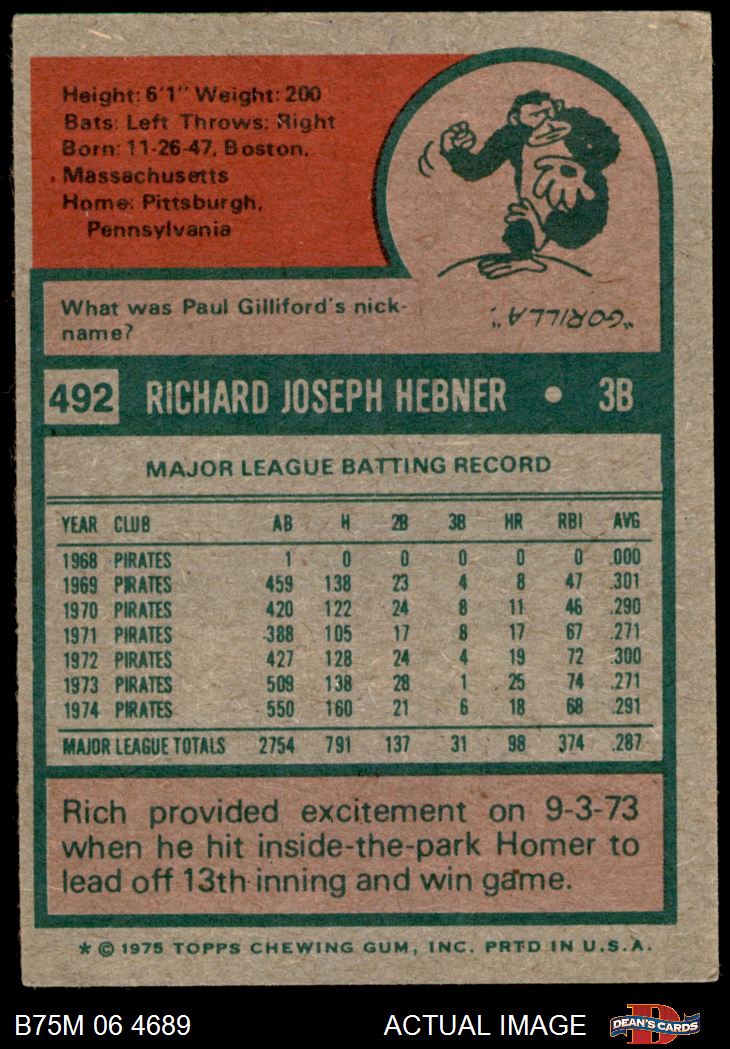 Height: 6'1" Weight: 200
Bats: Left Throws: Right
Born: 11-26-47, Boston,
Massachusetts
Home: Pittsburgh,
Pennsylvania
What was Paul Gilliford's nick-
name?
"GORILLA".
492 RICHARD JOSEPH HEBNER • 3B
MAJOR LEAGUE BATTING RECORD
YEAR CLUB AB H 2B 3B HR RBI AVG
1968 PIRATES 1 0 0 0 0 0 .000
1969 PIRATES 459 138 23 4 8 47 .301
1970 PIRATES 420 122 24 8 11 46 .290
1971 PIRATES 388 105 17 8 17 67 .271
1972 PIRATES 427 128 24 4 19 72 .300
1973 PIRATES 509 138 28 1 25 74 .271
1974 PIRATES 550 160 21 6 18 68 .291
MAJOR LEAGUE TOTALS 2754 791 137 31 98 374 .287
Rich provided excitement on 9-3-73
when he hit inside-the-park Homer to
lead off 13th inning and win game.
* © 1975 TOPPS CHEWING GUM, INC. PRTD IN U.S.A.
B75M 06 4689 ACTUAL IMAGE D DEAN'S CARDS